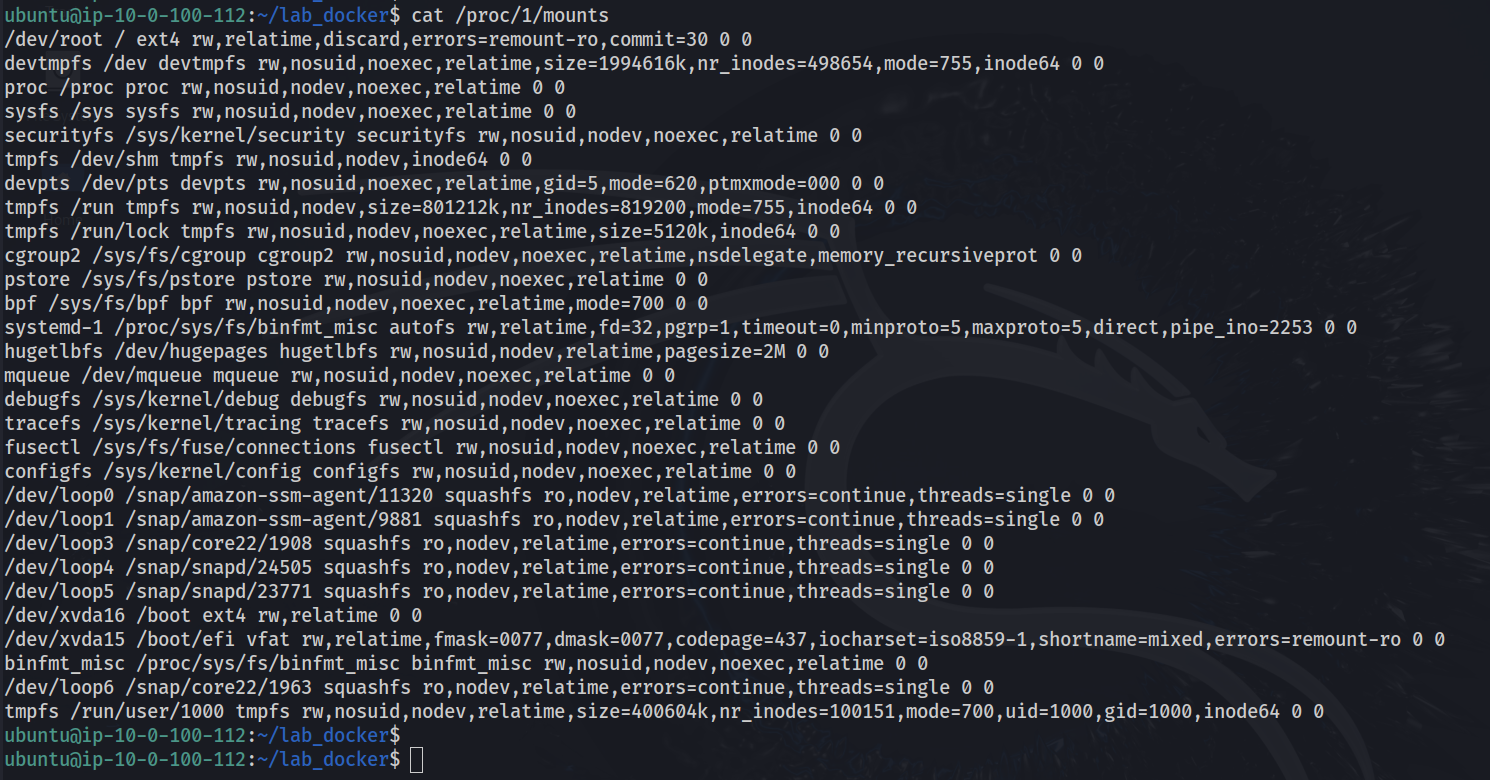 ubuntu@ip-10-0-100-112:~/lab_docker$ cat /proc/1/mounts
/dev/root / ext4 rw,relatime,discard,errors=remount-ro,commit=30 0 0
devtmpfs /dev devtmpfs rw,nosuid,noexec,relatime,size=1994616k,nr_inodes=498654,mode=755,inode64 0 0
proc /proc proc rw,nosuid,nodev,noexec,relatime 0 0
sysfs /sys sysfs rw,nosuid,nodev,noexec,relatime 0 0
securityfs /sys/kernel/security securityfs rw,nosuid,nodev,noexec,relatime 0 0
tmpfs /dev/shm tmpfs rw,nosuid,nodev,inode64 0 0
devpts /dev/pts devpts rw,nosuid,noexec,relatime,gid=5,mode=620,ptmxmode=000 0 0
tmpfs /run tmpfs rw,nosuid,nodev,size=801212k,nr_inodes=819200,mode=755,inode64 0 0
tmpfs /run/lock tmpfs rw,nosuid,nodev,noexec,relatime,size=5120k,inode64 0 0
cgroup2 /sys/fs/cgroup cgroup2 rw,nosuid,nodev,noexec,relatime,nsdelegate,memory_recursiveprot 0 0
pstore /sys/fs/pstore pstore rw,nosuid,nodev,noexec,relatime 0 0
bpf /sys/fs/bpf bpf rw,nosuid,nodev,noexec,relatime,mode=700 0 0
systemd-1 /proc/sys/fs/binfmt_misc autofs rw,relatime,fd=32,pgrp=1,timeout=0,minproto=5,maxproto=5,direct,pipe_ino=2253 0 0
hugetlbfs /dev/hugepages hugetlbfs rw,nosuid,nodev,relatime,pagesize=2M 0 0
mqueue /dev/mqueue mqueue rw,nosuid,nodev,noexec,relatime 0 0
debugfs /sys/kernel/debug debugfs rw,nosuid,nodev,noexec,relatime 0 0
tracefs /sys/kernel/tracing tracefs rw,nosuid,nodev,noexec,relatime 0 0
fusectl /sys/fs/fuse/connections fusectl rw,nosuid,nodev,noexec,relatime 0 0
configfs /sys/kernel/config configfs rw,nosuid,nodev,noexec,relatime 0 0
/dev/loop0 /snap/amazon-ssm-agent/11320 squashfs ro,nodev,relatime,errors=continue,threads=single 0 0
/dev/loop1 /snap/amazon-ssm-agent/9881 squashfs ro,nodev,relatime,errors=continue,threads=single 0 0
/dev/loop3 /snap/core22/1908 squashfs ro,nodev,relatime,errors=continue,threads=single 0 0
/dev/loop4 /snap/snapd/24505 squashfs ro,nodev,relatime,errors=continue,threads=single 0 0
/dev/loop5 /snap/snapd/23771 squashfs ro,nodev,relatime,errors=continue,threads=single 0 0
/dev/xvda16 /boot ext4 rw,relatime 0 0
/dev/xvda15 /boot/efi vfat rw,relatime,fmask=0077,dmask=0077,codepage=437,iocharset=iso8859-1,shortname=mixed,errors=remount-ro 0 0
binfmt_misc /proc/sys/fs/binfmt_misc binfmt_misc rw,nosuid,nodev,noexec,relatime 0 0
/dev/loop6 /snap/core22/1963 squashfs ro,nodev,relatime,errors=continue,threads=single 0 0
tmpfs /run/user/1000 tmpfs rw,nosuid,nodev,relatime,size=400604k,nr_inodes=100151,mode=700,uid=1000,gid=1000,inode64 0 0
ubuntu@ip-10-0-100-112:~/lab_docker$
ubuntu@ip-10-0-100-112:~/lab_docker$